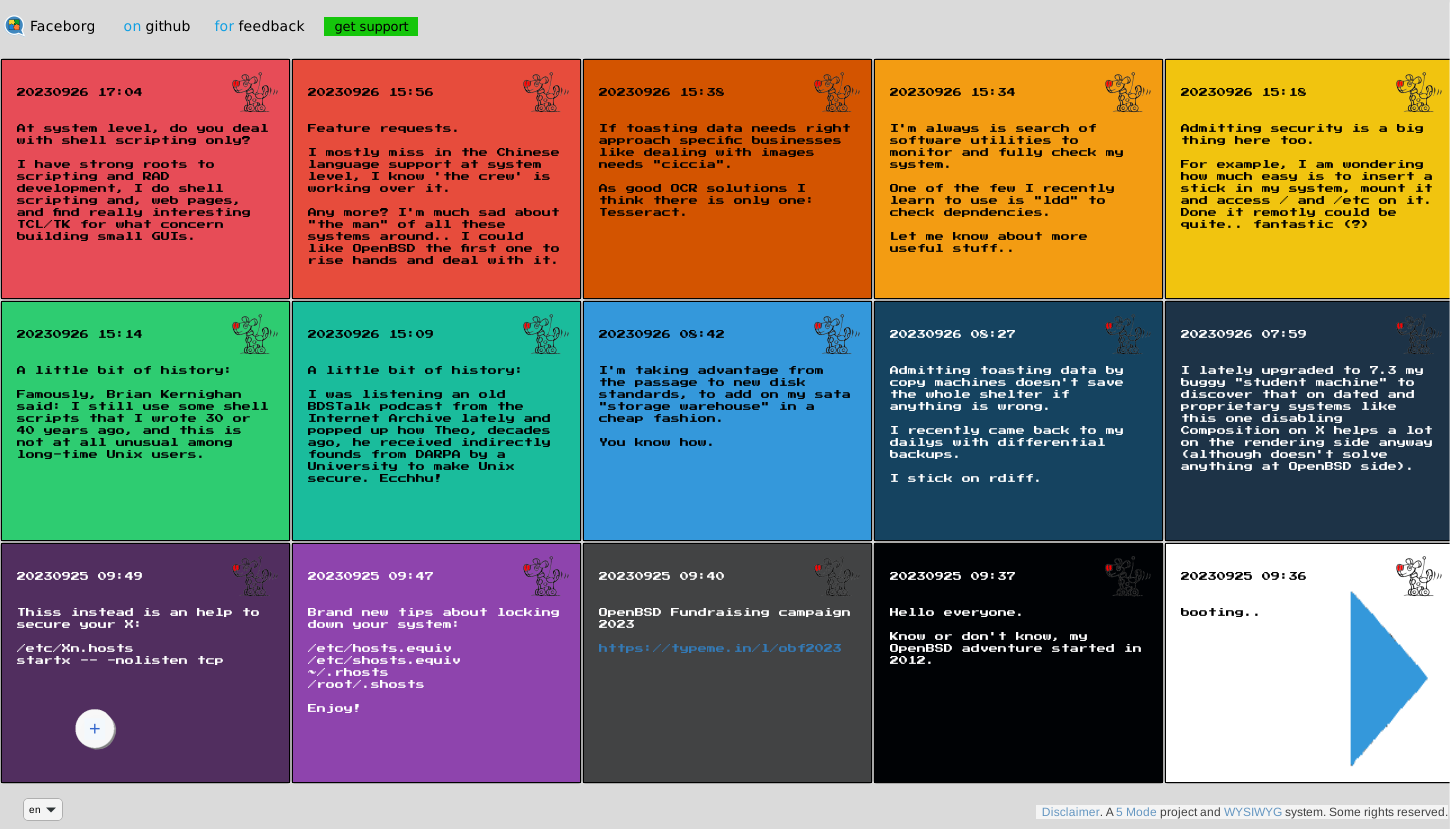 Faceborg on github for feedback get support
20230926 17:04
At system level, do you deal
with shell scripting only?
I have strong roots to
scripting and RAD
development, I do shell
scripting and, web pages,
and find really interesting
TCL/TK for what concern
building small GUIs.
20230926 15:56
Feature requests.
I mostly miss in the Chinese
language support at system
level, I know 'the crew' is
working over it.
Any more? I'm much sad about
"the man" of all these
systems around.. I could
like OpenBSD the first one to
rise hands and deal with it.
20230926 15:38
If toasting data needs right
approach specific businesses
like dealing with images
needs "ciccia".
As good OCR solutions I
think there is only one:
Tesseract.
20230926 15:34
I'm always is search of
software utilities to
monitor and fully check my
system.
One of the few I recently
learn to use is "ldd" to
check depndencies.
Let me know about more
useful stuff..
20230926 15:18
Admitting security is a big
thing here too.
For example, I am wondering
how much easy is to insert a
stick in my system, mount it
and access / and /etc on it.
Done it remotly could be
quite.. fantastic (?)
20230926 15:14
A little bit of history:
Famously, Brian Kernighan
said: I still use some shell
scripts that I wrote 30 or
40 years ago, and this is
not at all unusual among
long-time Unix users.
20230926 15:09
A little bit of history:
I was listening an old
BDSTalk podcast from the
Internet Archive lately and
popped up how Theo, decades
ago, he received indirectly
founds from DARPA by a
University to make Unix
secure. Ecchhu!
20230926 08:42
I'm taking advantage from
the passage to new disk
standards, to add on my sata
"storage warehouse" in a
cheap fashion.
You know how.
20230926 08:27
Admitting toasting data by
copy machines doesn't save
the whole shelter if
anything is wrong.
I recently came back to my
dailys with differential
backups.
I stick on rdiff.
20230926 07:59
I lately upgraded to 7.3 my
buggy "student machine" to
discover that on dated and
proprietary systems like
this one disabling
Composition on X helps a lot
on the rendering side anyway
(although doesn't solve
anything at OpenBSD side).
20230925 09:49
Thiss instead is an help to
secure your X:
/etc/Xn.hosts
startx -- -nolisten tcp
+
20230925 09:47
Brand new tips about locking
down your system:
/etc/hosts.equiv
/etc/shosts.equiv
~/.rhosts
/root/.shosts
Enjoy!
20230925 09:40
OpenBSD Fundraising campaign
2023
https://typeme.in/l/obf2023
20230925 09:37
Hello everyone.
Know or don't know, my
OpenBSD adventure started in
2012.
20230925 09:36
booting..
en
Disclaimer. A 5 Mode project and WYSIWYG system. Some rights reserved.